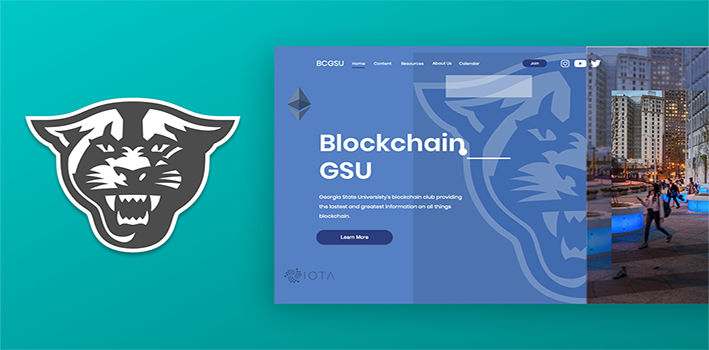 BCGSU Home Content Resources About Us Calendar Join
Blockchain
GSU
Georgia State Universisty's blockchain club providing
the lastest and greatest information on all things
blockchain.
Learn More
IOTA